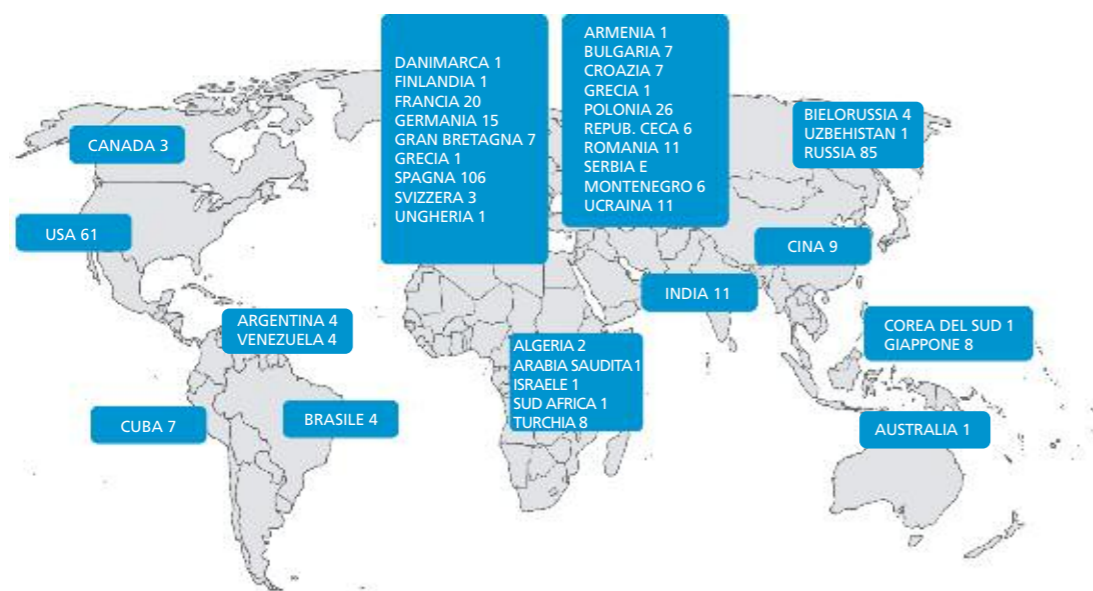 DANIMARCA 1
FINLANDIA 1
FRANCIA 20
GERMANIA 15
GRAN BRETAGNA 7
GRECIA 1
SPAGNA 106
SVIZZERA 3
UNGHERIA 1
ARMENIA 1
BULGARIA 7
CROAZIA 7
GRECIA 1
POLONIA 26
REPUB. CECA 6
ROMANIA 11
SERBIA E
MONTENEGRO 6
UCRAINA 11
BIELORUSSIA 4
UZBEHISTAN 1
RUSSIA 85
CANADA 3
USA 61
CINA 9
INDIA 11
ARGENTINA 4
VENEZUELA 4
COREA DEL SUD 1
GIAPPONE 8
ALGERIA 2
ARABIA SAUDITA 1
ISRAELE 1
SUD AFRICA 1
TURCHIA 8
CUBA 7
BRASILE 4
AUSTRALIA 1